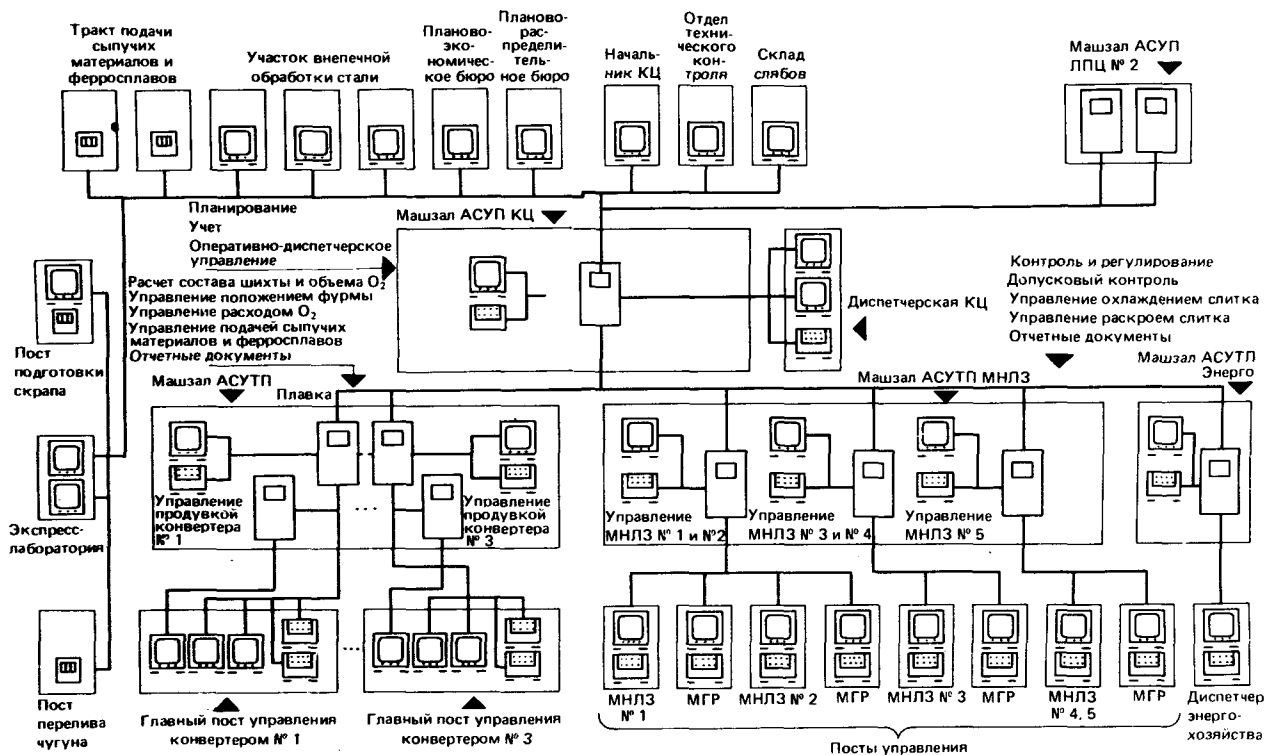 Тракт подачи
сыпучих
материалов и
ферросплавов
Участок внепечной
обработки стали
Планово-
эко-
номичес-
кое бюро
Планово-
рас-
предели-
тель-
ное бюро
Началь-
ник КЦ
Отдел
техни-
ческого
кон-
троля
Склад
слябов
Машзал АСУП
ЛПЦ № 2
Планирование
Учет
Оперативно-диспетчерское
управление
Машзал АСУП КЦ
Диспетчерская КЦ
Расчет состава шихты и объема O2
Управление положением фурмы
Управление расходом O2
Управление подачей сыпучих
материалов и ферросплавов
Отчетные документы
Контроль и регулирование
Допусковый контроль
Управление охлаждением слитка
Управление раскроем слитка
Отчетные документы
Пост
подготовки
скрапа
Машзал АСУТП
Плавка
Машзал АСУТП МНЛЗ
Машзал АСУТП
Энерго
Управление
продувкой
конвертера
№ 1
Управление
продувкой
конвертера
№ 3
Управление
МНЛЗ № 1 и №2
Управление
МНЛЗ № 3 и № 4
Управление
МНЛЗ № 5
Экспресс-
лаборатория
Пост
перелива
чугуна
Главный пост управления
конвертером № 1
Главный пост управления
конвертером № 3
МНЛЗ
№ 1
МГР
МНЛЗ № 2
МГР
МНЛЗ № 3
МГР
МНЛЗ
№ 4, 5
МГР
Диспетчер
энерго-
хозяйства
Посты управления